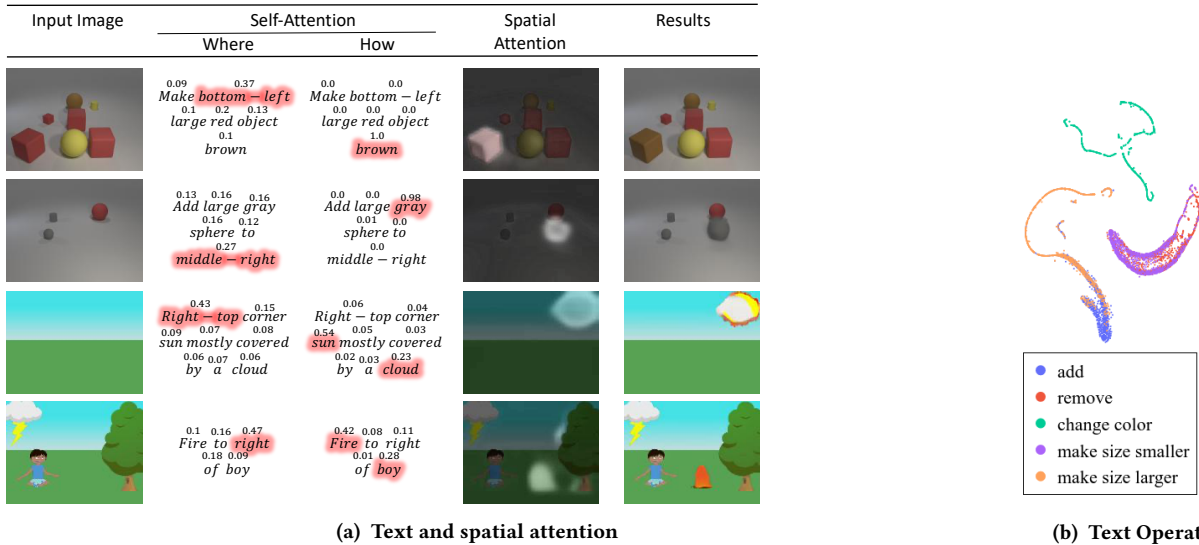 Input Image Self-Attention Spatial Attention Results
Where How
0.09 0.37
Make bottom − left
0.1 0.2 0.13
large red object
0.1
brown
0.0 0.0
Make bottom − left
0.0 0.0 0.0
large red object
1.0
brown
0.13 0.16 0.16
Add large gray
0.16 0.12
sphere to
0.27
middle − right
0.0 0.0 0.98
Add large gray
0.01 0.0
sphere to
0.0
middle − right
0.43 0.15
Right − top corner
0.09 0.07 0.08
sun mostly covered
0.06 0.07 0.06
by a cloud
0.06 0.04
Right − top corner
0.54 0.05 0.03
sun mostly covered
0.02 0.03 0.23
by a cloud
0.1 0.16 0.47
Fire to right
0.18 0.09
of boy
0.42 0.08 0.11
Fire to right
0.01 0.28
of boy
(a) Text and spatial attention
add
remove
change color
make size smaller
make size larger
(b) Text Operat